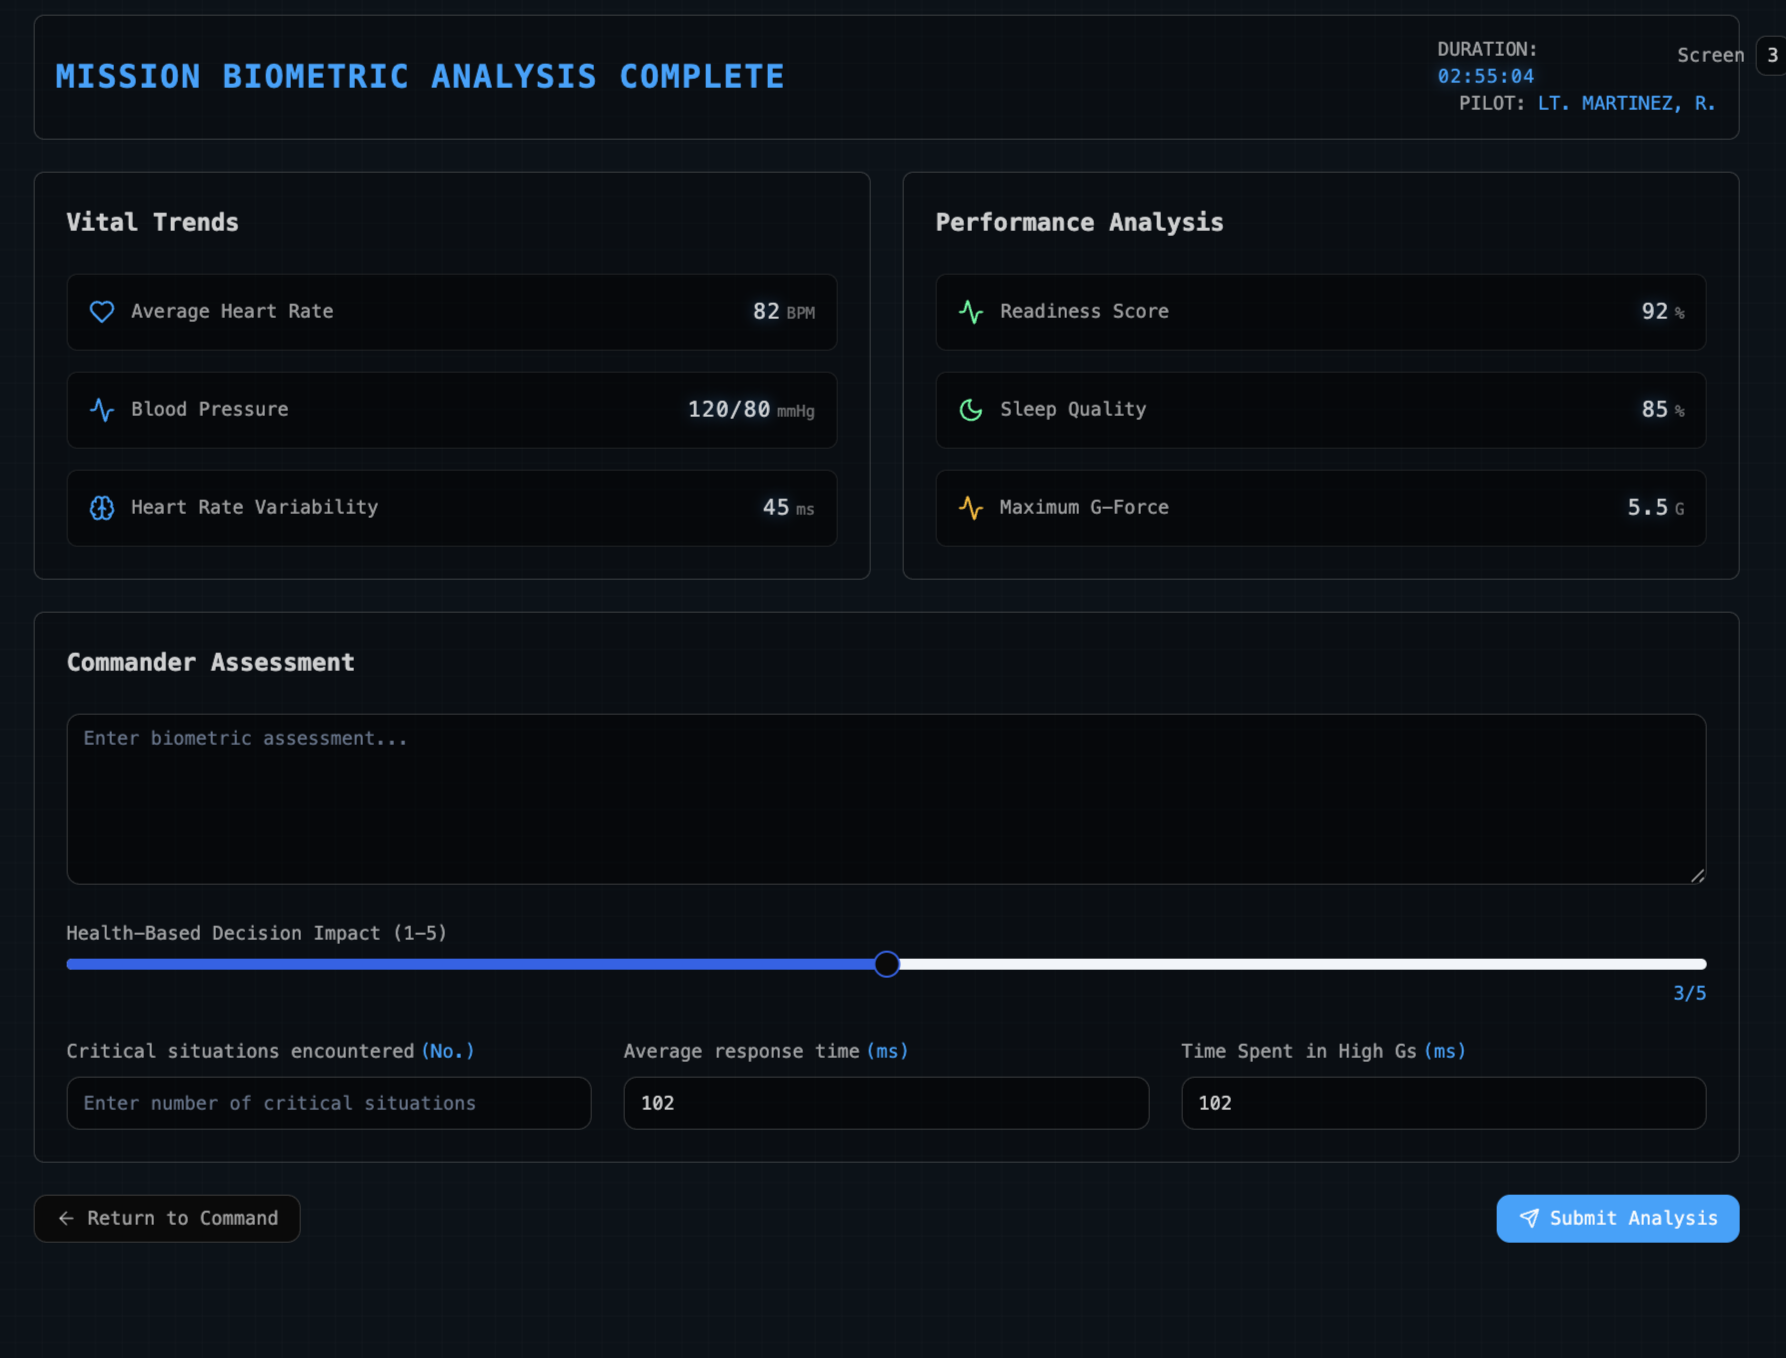 MISSION BIOMETRIC ANALYSIS COMPLETE
DURATION:
02:55:04
PILOT: LT. MARTINEZ, R.
Screen 3
Vital Trends
Average Heart Rate 82 BPM
Blood Pressure 120/80 mmHg
Heart Rate Variability 45 ms
Performance Analysis
Readiness Score 92 %
Sleep Quality 85 %
Maximum G-Force 5.5 G
Commander Assessment
Enter biometric assessment...
Health-Based Decision Impact (1-5)
3/5
Critical situations encountered (No.)
Enter number of critical situations
Average response time (ms)
102
Time Spent in High Gs (ms)
102
← Return to Command
Submit Analysis